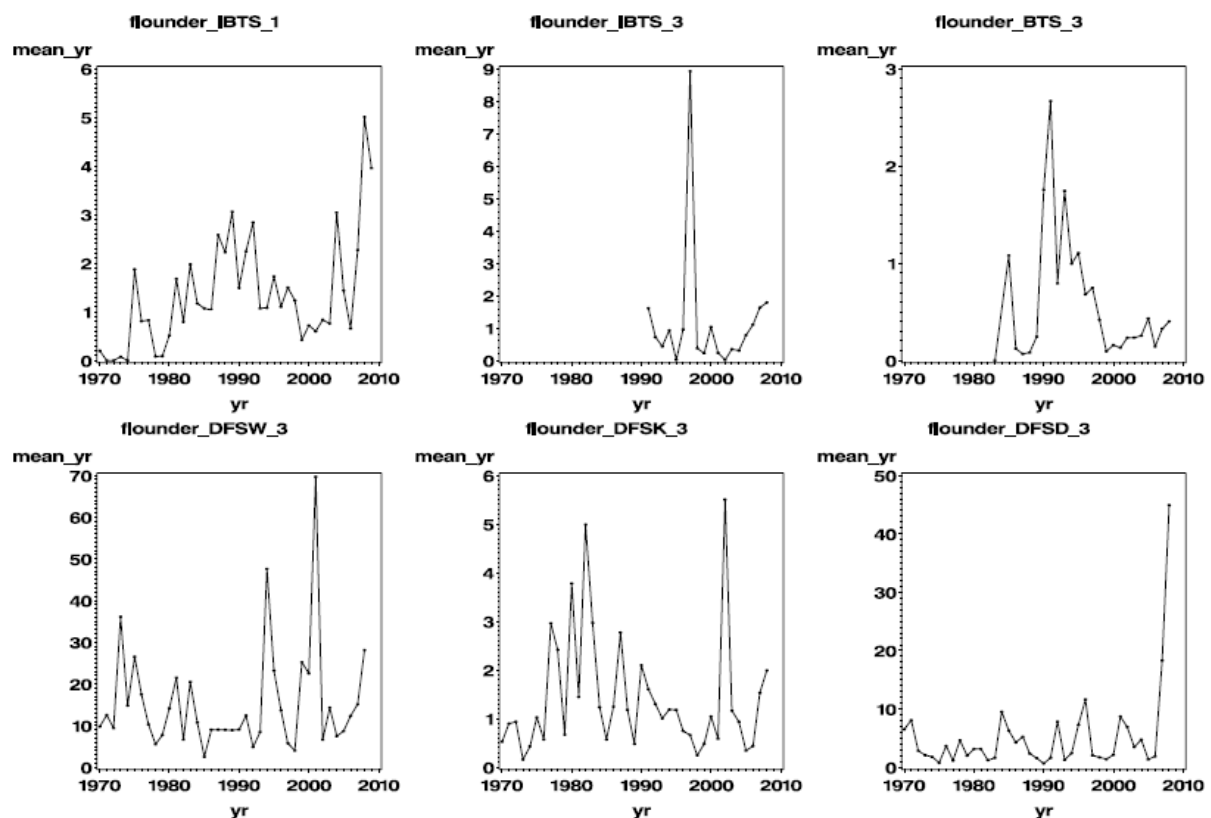 flounder_IBTS_1
mean_yr
6
5
4
3
2
1
0
1970 1980 1990 2000 2010
yr
flounder_IBTS_3
mean_yr
9
8
7
6
5
4
3
2
1
0
1970 1980 1990 2000 2010
yr
flounder_BTS_3
mean_yr
3
2
1
0
1970 1980 1990 2000 2010
yr
flounder_DFSW_3
mean_yr
70
60
50
40
30
20
10
0
1970 1980 1990 2000 2010
yr
flounder_DFSK_3
mean_yr
6
5
4
3
2
1
0
1970 1980 1990 2000 2010
yr
flounder_DFSD_3
mean_yr
50
40
30
20
10
0
1970 1980 1990 2000 2010
yr